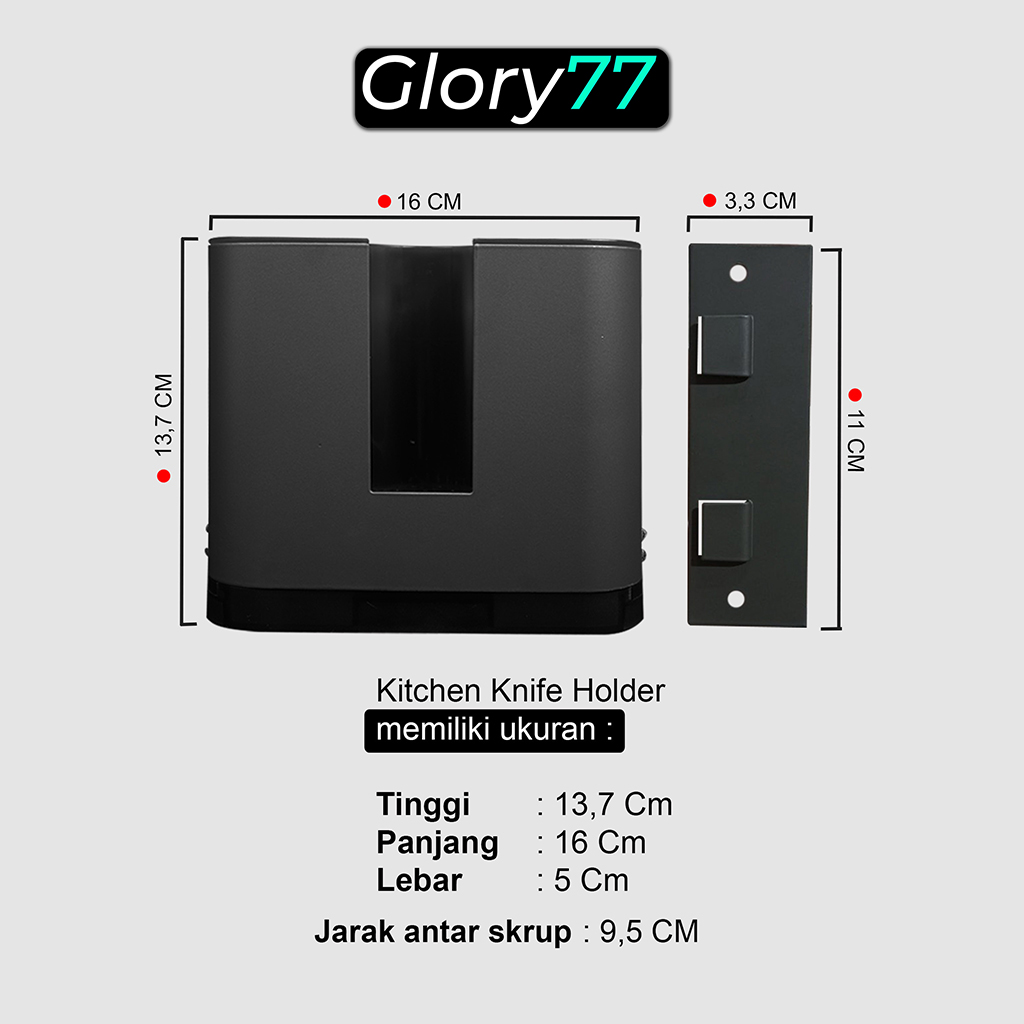 Glory77
16 CM
3,3 CM
13,7 CM
11 CM
Kitchen Knife Holder
memiliki ukuran :
Tinggi : 13,7 Cm
Panjang : 16 Cm
Lebar : 5 Cm
Jarak antar skrup : 9,5 CM